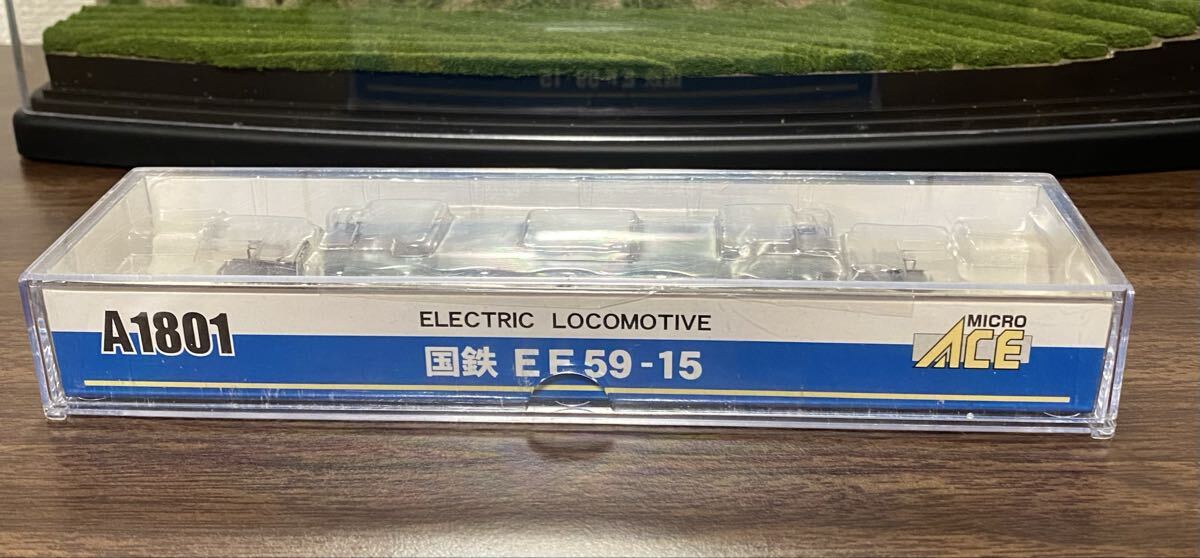 A1801
ELECTRIC LOCOMOTIVE
国鉄 EF59-15
MICRO
ACE